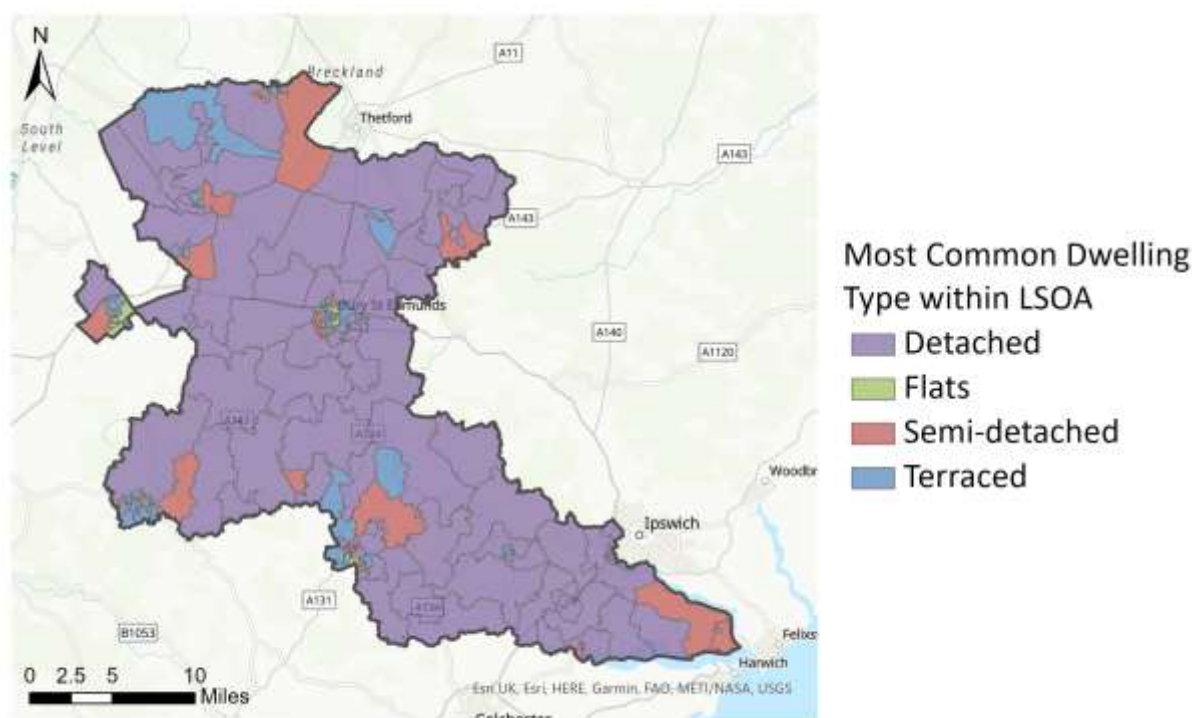 N
Breckland
A11
South
Level
Thetford
A143
A143
Bury St Edmunds
A140
A1120
Woodbr
Ipswich
A131
B1053
Felixs
Harwich
0 2.5 5 10
Miles
Esri UK, Esri, HERE, Garmin, FAO, METI/NASA, USGS
Colchester
Most Common Dwelling
Type within LSOA
Detached
Flats
Semi-detached
Terraced